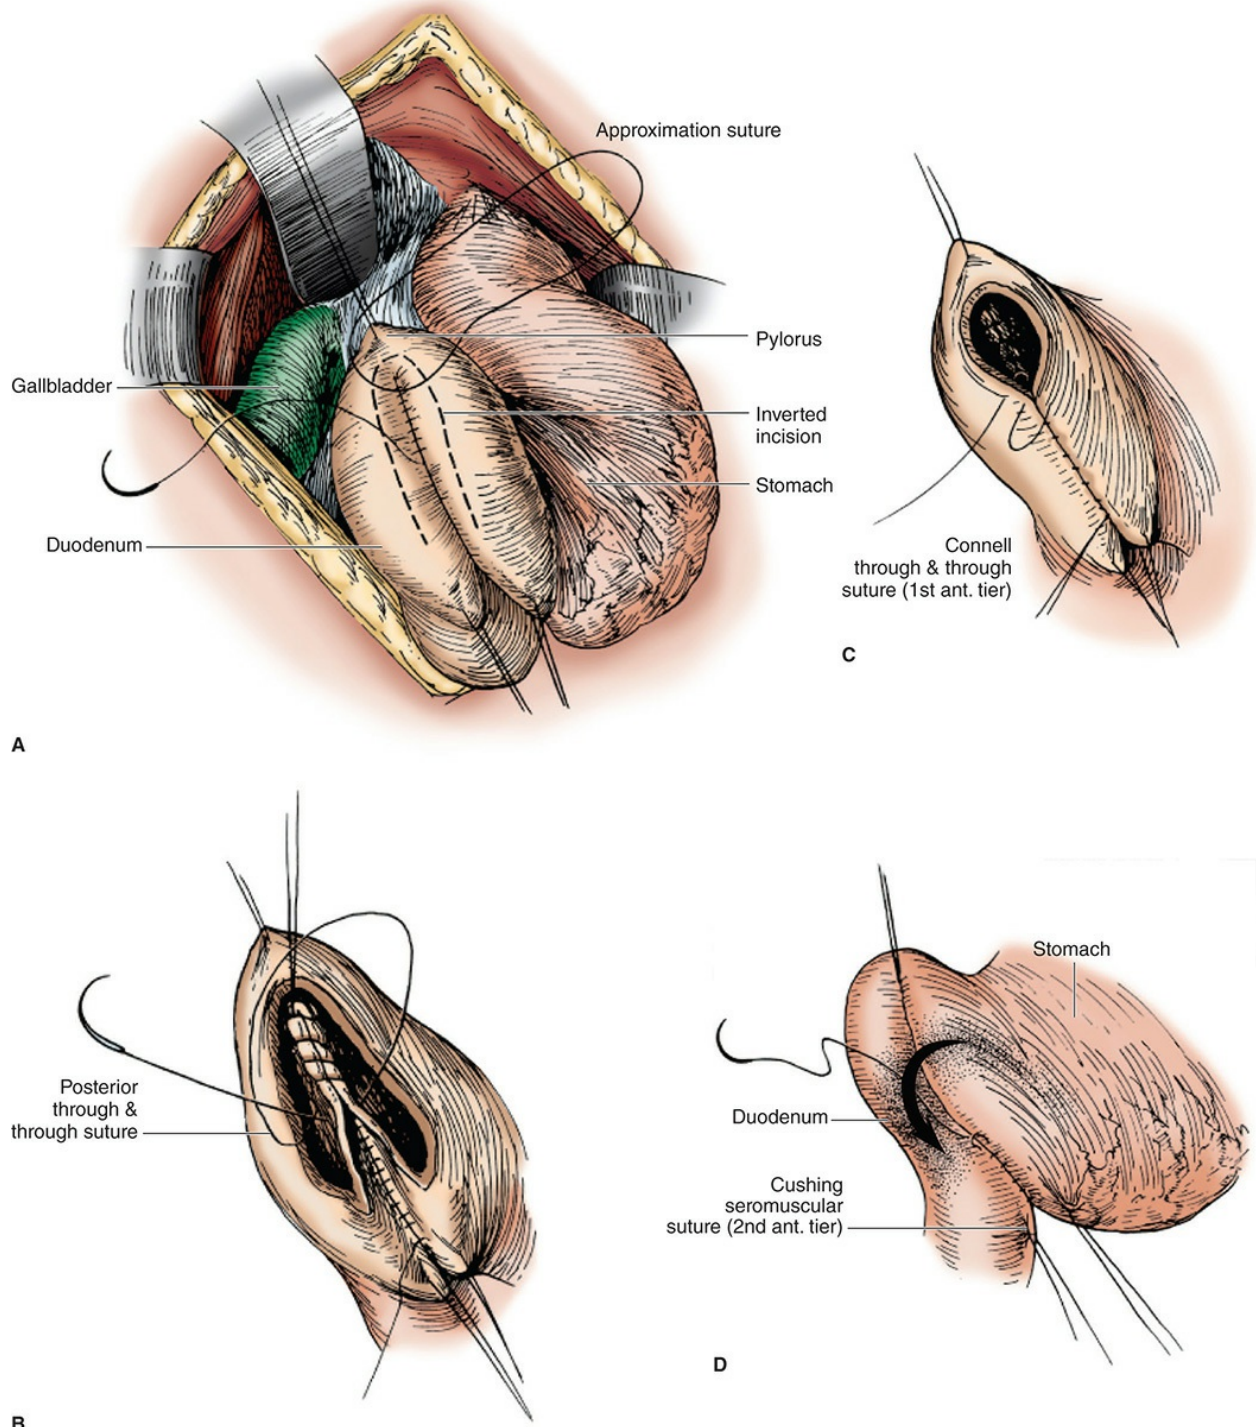 Approximation suture
Pylorus
Gallbladder
Inverted
incision
Stomach
Duodenum
A
Connell
through & through
suture (1st ant. tier)
C
Posterior
through &
through suture
B
Stomach
Duodenum
Cushing
seromuscular
suture (2nd ant. tier)
D